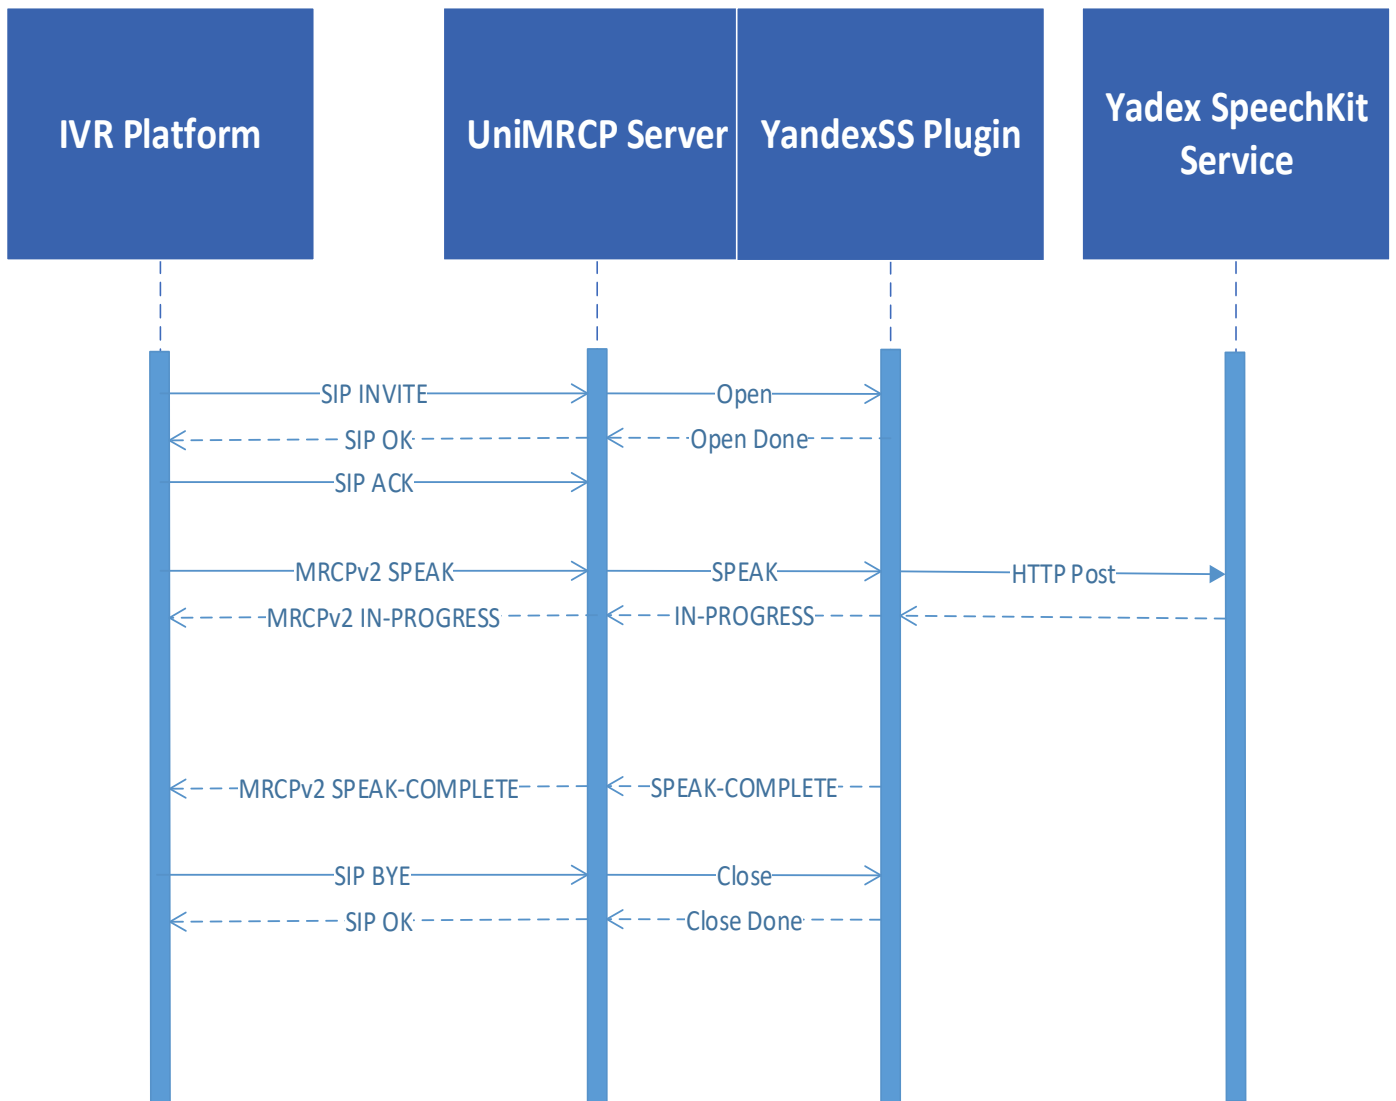 IVR Platform
UniMRCP Server
YandexSS Plugin
Yadex SpeechKit
Service
SIP INVITE
Open
SIP OK
Open Done
SIP ACK
MRCPv2 SPEAK
SPEAK
HTTP Post
MRCPv2 IN-PROGRESS
IN-PROGRESS
MRCPv2 SPEAK-COMPLETE
SPEAK-COMPLETE
SIP BYE
Close
SIP OK
Close Done